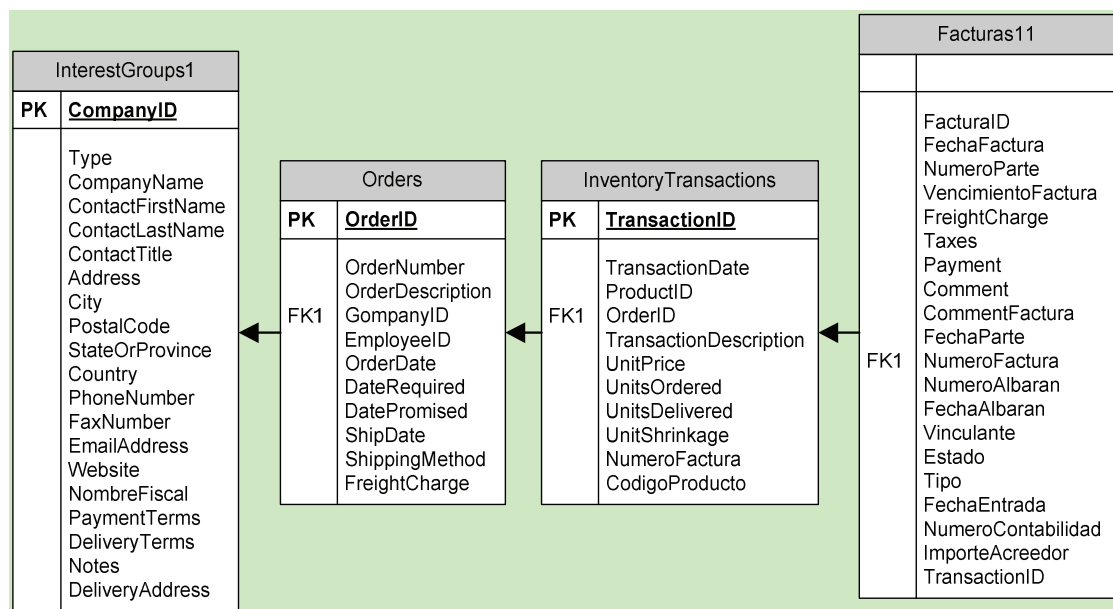 InterestGroups1
PK CompanyID
Type
CompanyName
ContactFirstName
ContactLastName
ContactTitle
Address
City
PostalCode
StateOrProvince
Country
PhoneNumber
FaxNumber
EmailAddress
Website
NombreFiscal
PaymentTerms
DeliveryTerms
Notes
DeliveryAddress
Orders
PK OrderID
OrderNumber
OrderDescription
FK1 GompanyID
EmployeeID
OrderDate
DateRequired
DatePromised
ShipDate
ShippingMethod
FreightCharge
InventoryTransactions
PK TransactionID
TransactionDate
ProductID
FK1 OrderID
TransactionDescription
UnitPrice
UnitsOrdered
UnitsDelivered
UnitShrinkage
NumeroFactura
CodigoProducto
Facturas11
FacturaID
FechaFactura
NumeroParte
VencimientoFactura
FreightCharge
Taxes
Payment
Comment
CommentFactura
FechaParte
FK1 NumeroFactura
NumeroAlbaran
FechaAlbaran
Vinculante
Estado
Tipo
FechaEntrada
NumeroContabilidad
ImporteAcreedor
TransactionID